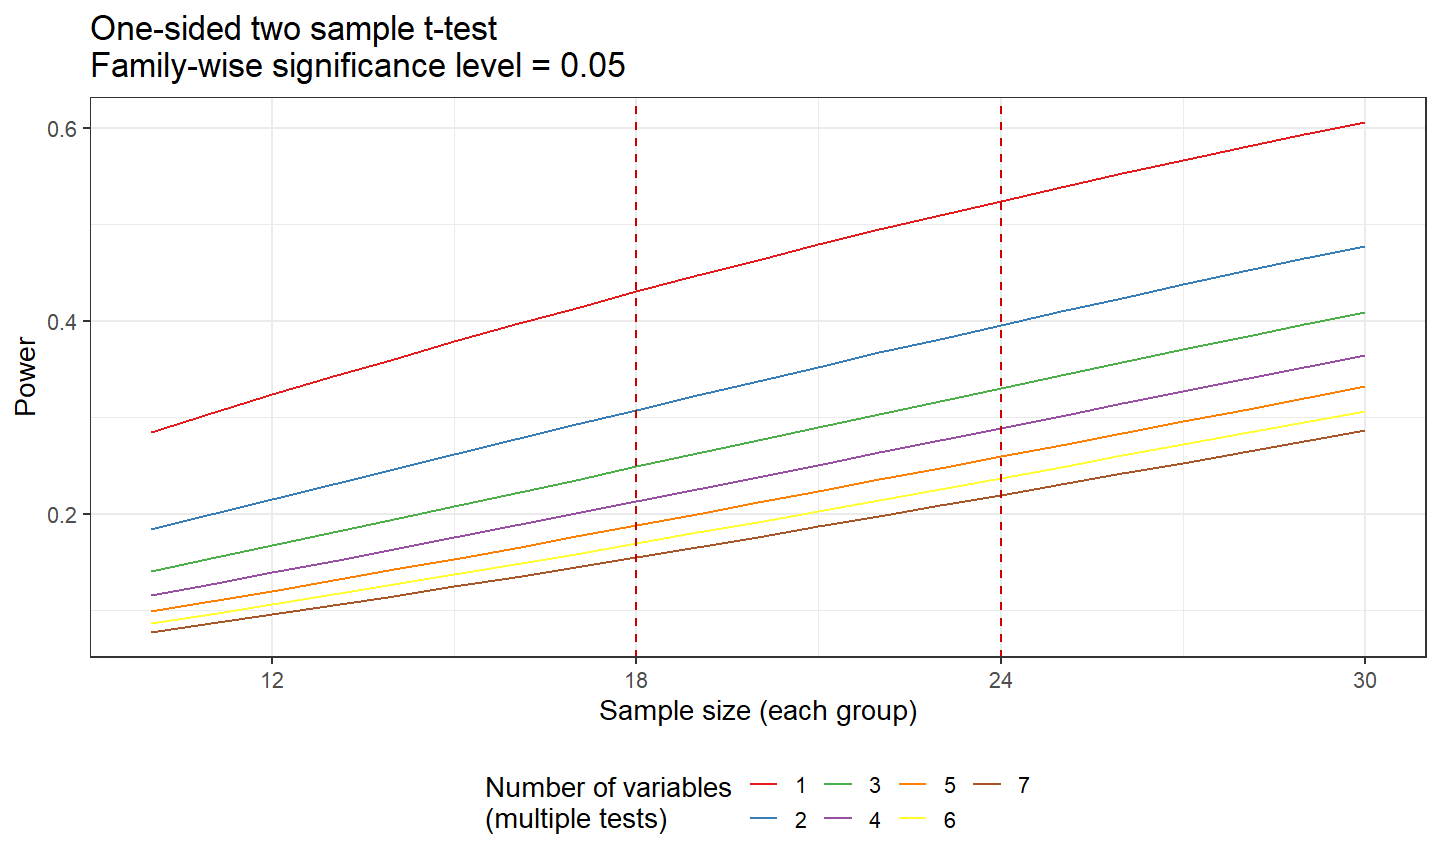 One-sided two sample t-test
Family-wise significance level = 0.05
0.6
0.4
0.2
Power
12 18 24 30
Sample size (each group)
Number of variables
(multiple tests)
1 3 5 7
2 4 6